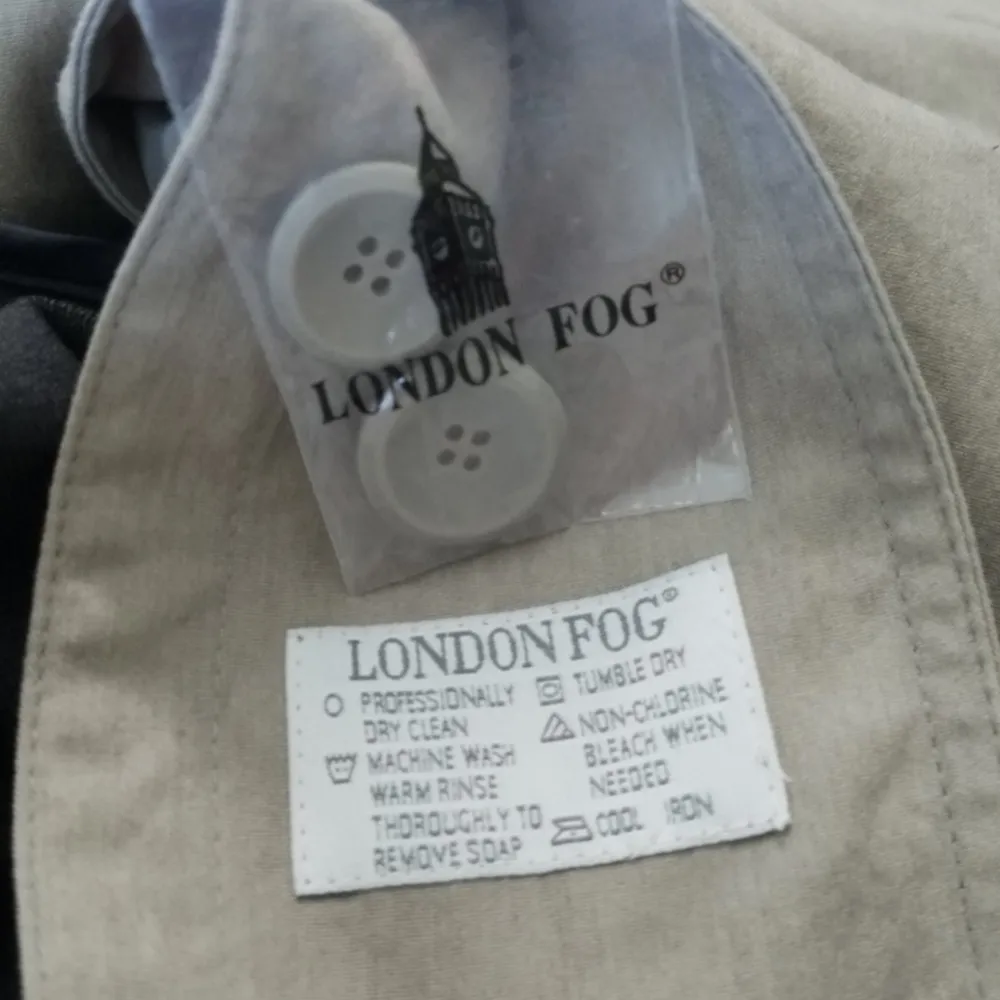 LONDON FOG®
LONDON FOG®
PROFESSIONALLY
DRY CLEAN
MACHINE WASH
WARM RINSE
THOROUGHLY TO
REMOVE SOAP
TUMBLE DRY
NON-CHLORINE
BLEACH WHEN
NEEDED
COOL IRON